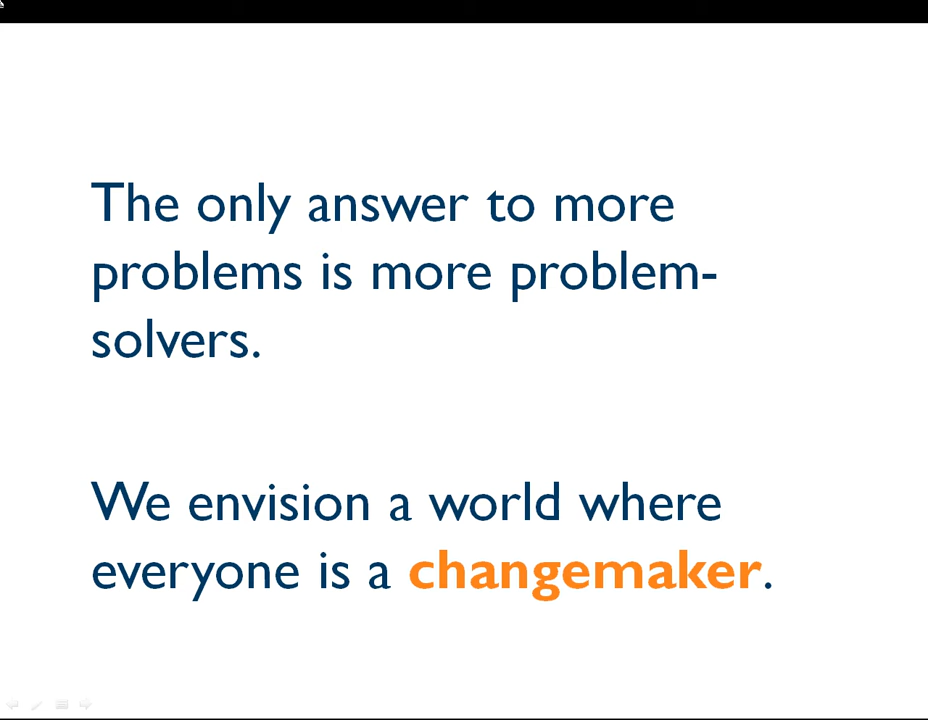 The only answer to more
problems is more problem-
solvers.
We envision a world where
everyone is a changemaker.